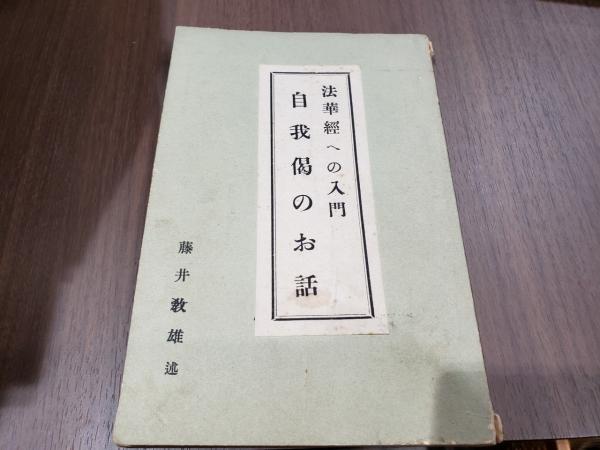 法華經への入門
自我偈のお話
藤井教雄述